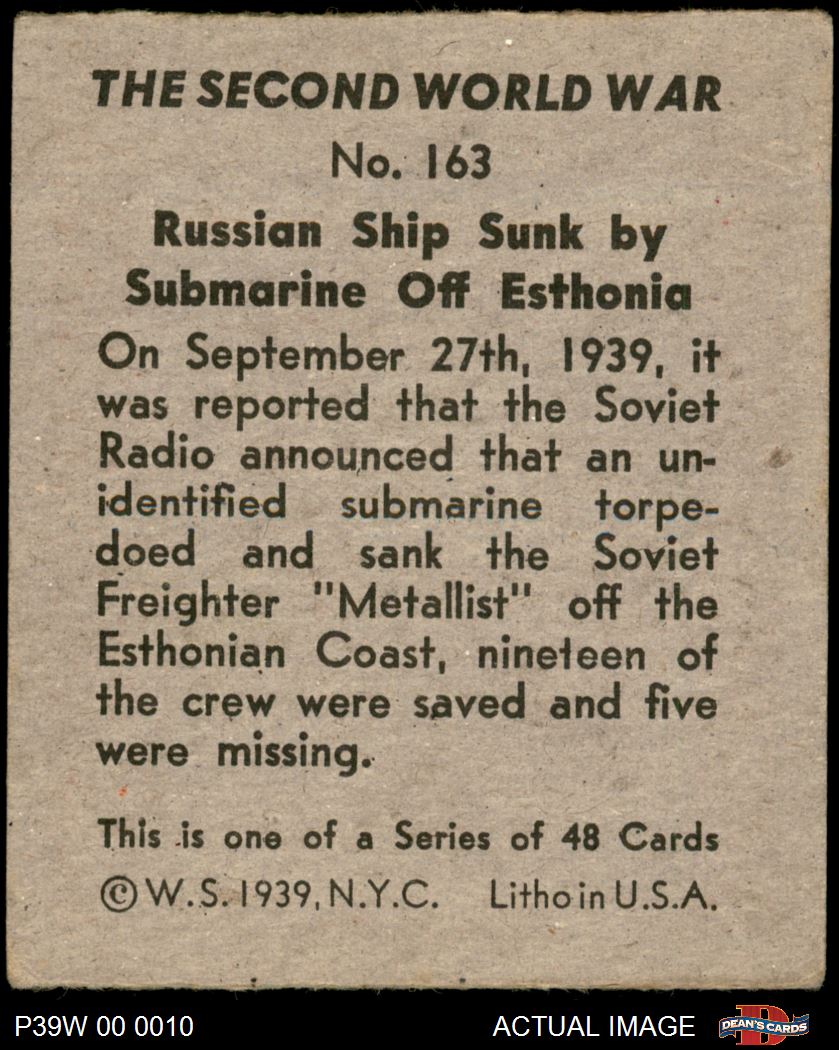 THE SECOND WORLD WAR
No. 163
Russian Ship Sunk by
Submarine Off Esthonia
On September 27th, 1939, it
was reported that the Soviet
Radio announced that an un-
identified submarine torpe-
doed and sank the Soviet
Freighter "Metallist" off the
Esthonian Coast, nineteen of
the crew were saved and five
were missing.
This is one of a Series of 48 Cards
© W.S. 1939, N.Y.C. Litho in U.S.A.
P39W 00 0010 ACTUAL IMAGE D DEAN'S CARDS